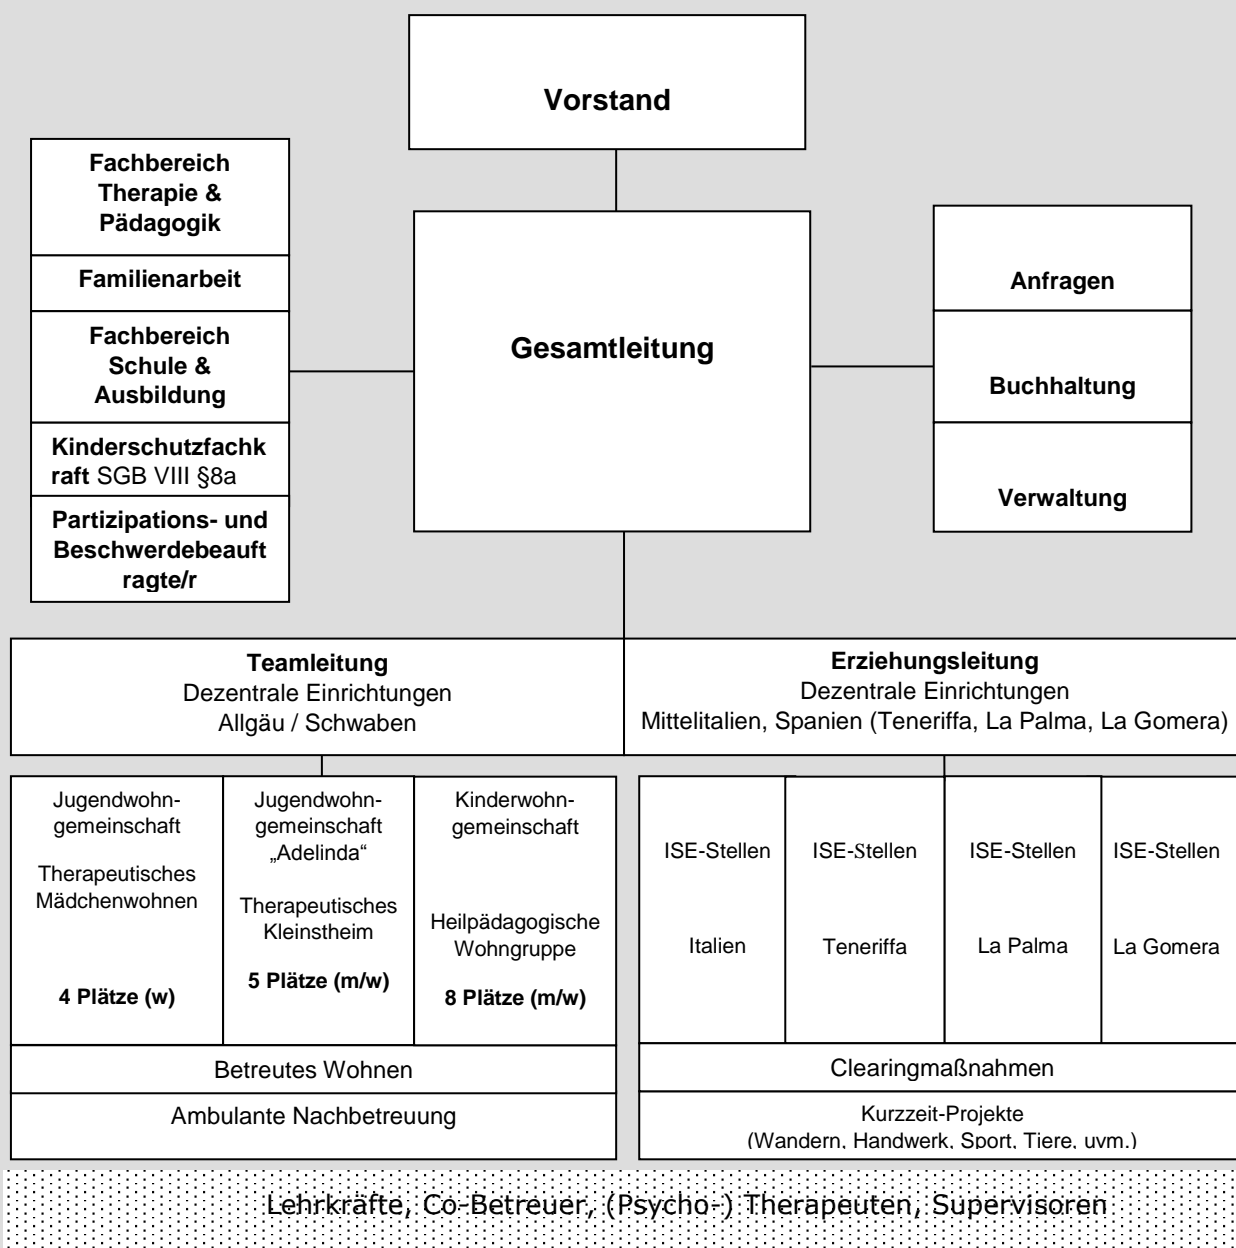 Vorstand
Fachbereich
Therapie &
Pädagogik
Familienarbeit
Fachbereich
Schule &
Ausbildung
Kinderschutzfachk
raft SGB VIII §8a
Partizipations- und
Beschwerdebeauft
ragte/r
Gesamtleitung
Anfragen
Buchhaltung
Verwaltung
Teamleitung
Dezentrale Einrichtungen
Allgäu / Schwaben
Erziehungsleitung
Dezentrale Einrichtungen
Mittelitalien, Spanien (Teneriffa, La Palma, La Gomera)
Jugendwohn-
gemeinschaft
Therapeutisches
Mädchenwohnen
4 Plätze (w)
Jugendwohn-
gemeinschaft
„Adelinda“
Therapeutisches
Kleinstheim
5 Plätze (m/w)
Kinderwohn-
gemeinschaft
Heilpädagogische
Wohngruppe
8 Plätze (m/w)
ISE-Stellen
Italien
ISE-Stellen
Teneriffa
ISE-Stellen
La Palma
ISE-Stellen
La Gomera
Betreutes Wohnen
Ambulante Nachbetreuung
Clearingmaßnahmen
Kurzzeit-Projekte
(Wandern, Handwerk, Sport, Tiere, uvm.)
Lehrkräfte, Co-Betreuer, (Psycho-) Therapeuten, Supervisoren